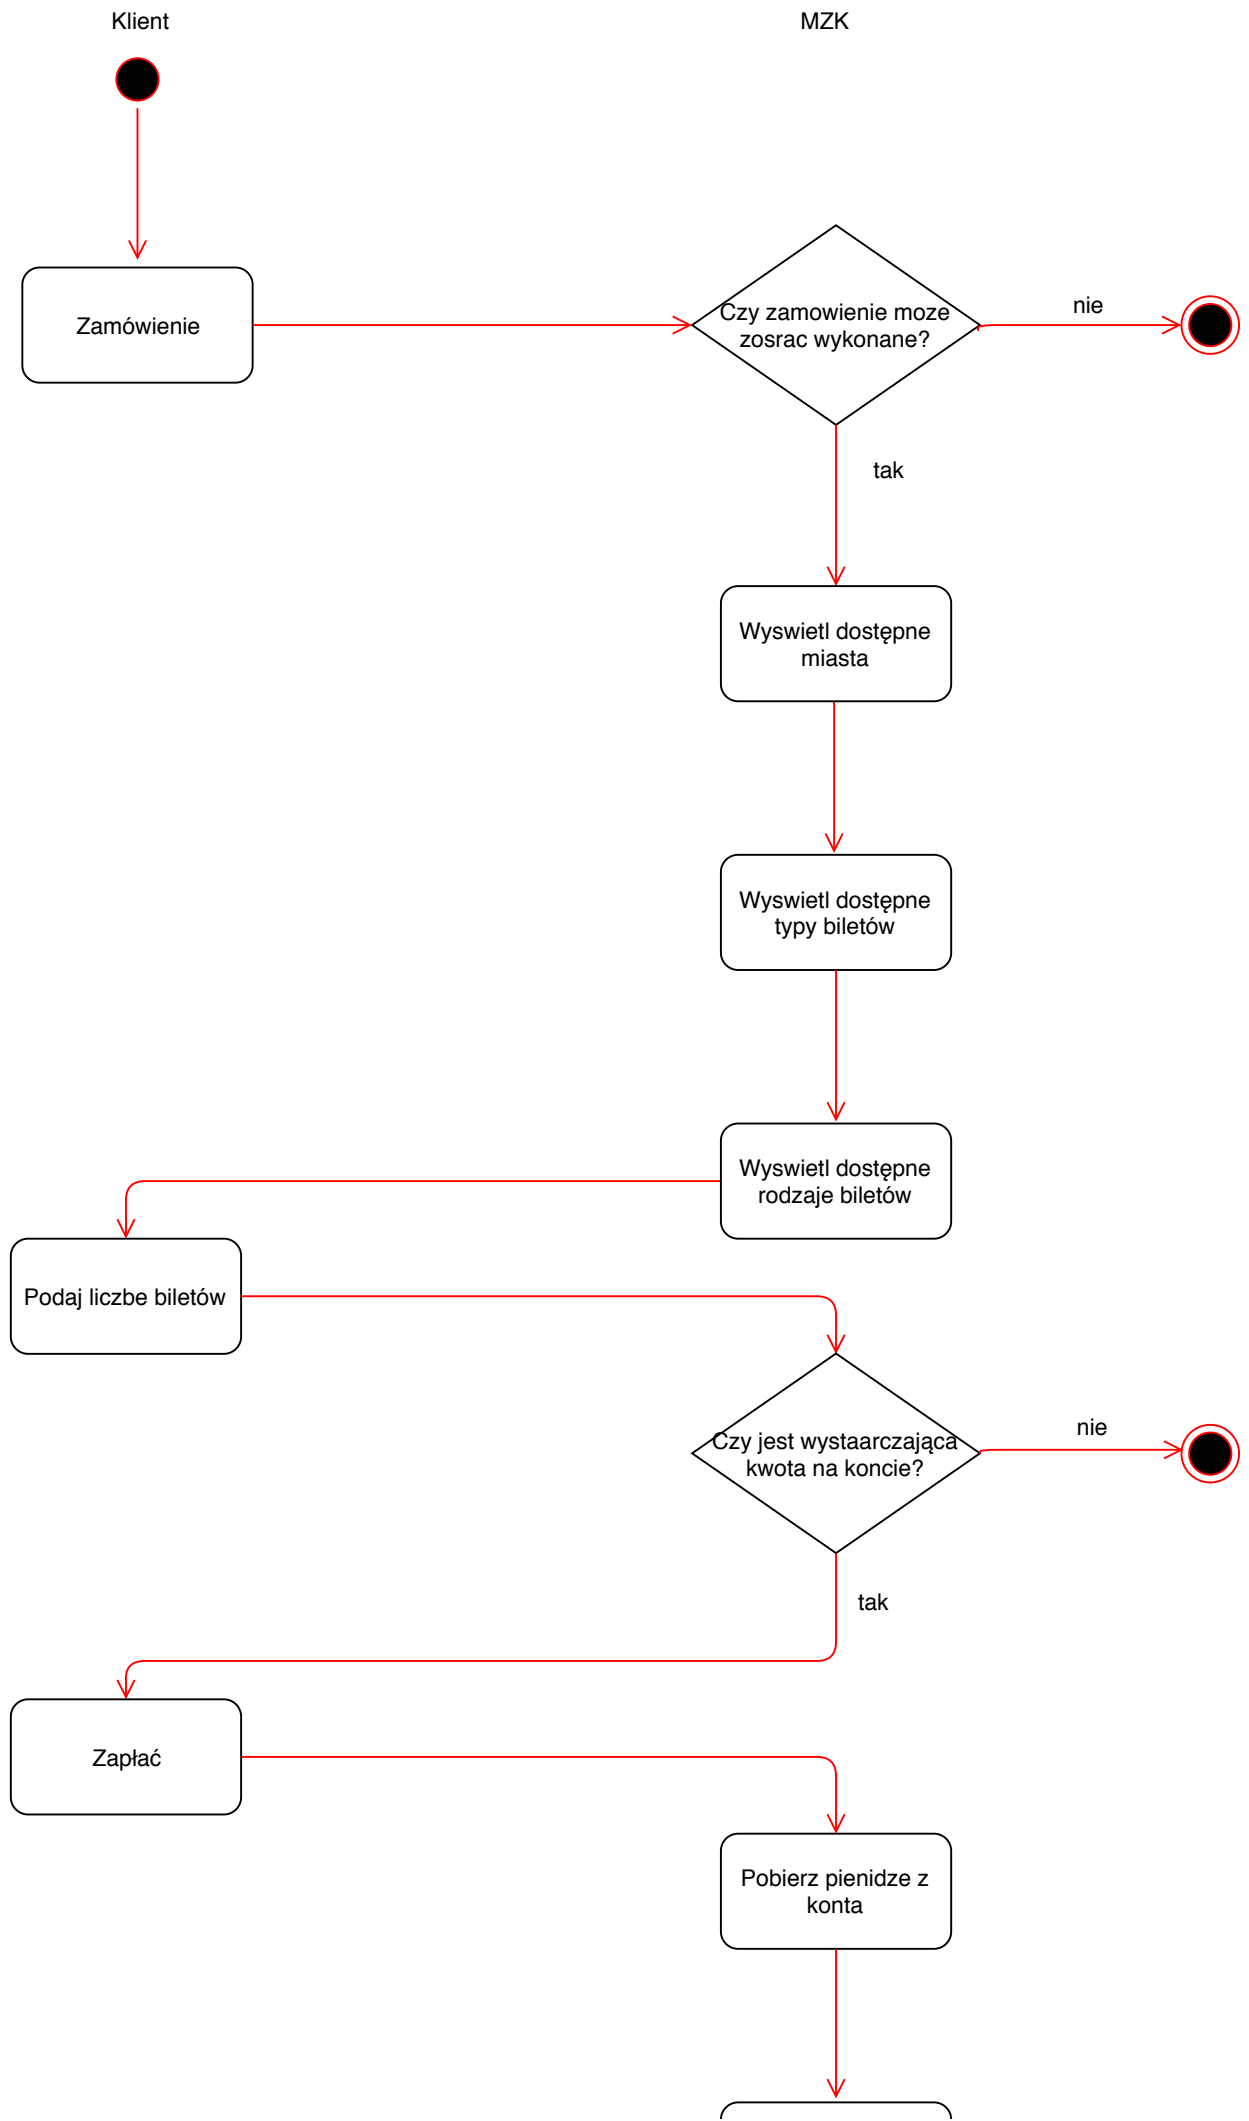 Klient
MZK
Zamówienie
Czy zamowienie moze
zosrac wykonane?
nie
tak
Wyswietl dostępne
miasta
Wyswietl dostępne
typy biletów
Wyswietl dostępne
rodzaje biletów
Podaj liczbe biletów
Czy jest wystaarczająca
kwota na koncie?
nie
tak
Zapłać
Pobierz pienidze z
konta